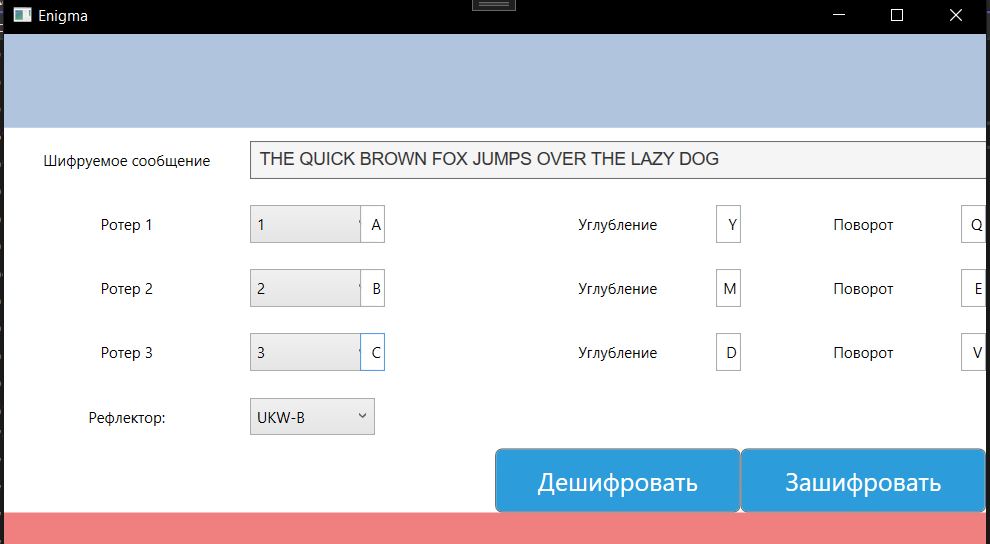 Enigma
Шифруемое сообщение THE QUICK BROWN FOX JUMPS OVER THE LAZY DOG
Ротер 1 1 A Углубление Y Поворот Q
Ротер 2 2 B Углубление M Поворот E
Ротер 3 3 C Углубление D Поворот V
Рефлектор: UKW-B
Дешифровать Зашифровать